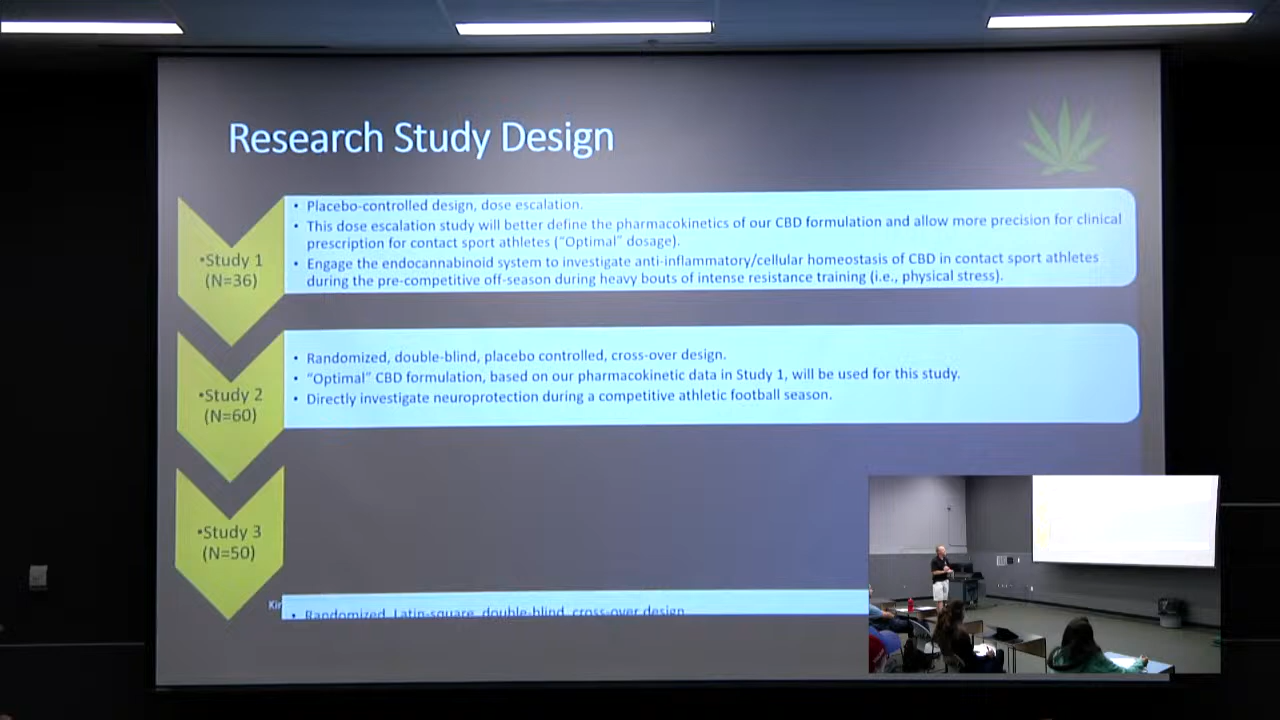 Research Study Design
•Study 1
(N=36)
• Placebo-controlled design, dose escalation.
• This dose escalation study will better define the pharmacokinetics of our CBD formulation and allow more precision for clinical
prescription for contact sport athletes (“Optimal” dosage).
• Engage the endocannabinoid system to investigate anti-inflammatory/cellular homeostasis of CBD in contact sport athletes
during the pre-competitive off-season during heavy bouts of intense resistance training (i.e., physical stress).
•Study 2
(N=60)
• Randomized, double-blind, placebo controlled, cross-over design.
• “Optimal” CBD formulation, based on our pharmacokinetic data in Study 1, will be used for this study.
• Directly investigate neuroprotection during a competitive athletic football season.
•Study 3
(N=50)
Kin
• Randomized, Latin-square, double-blind, cross-over design